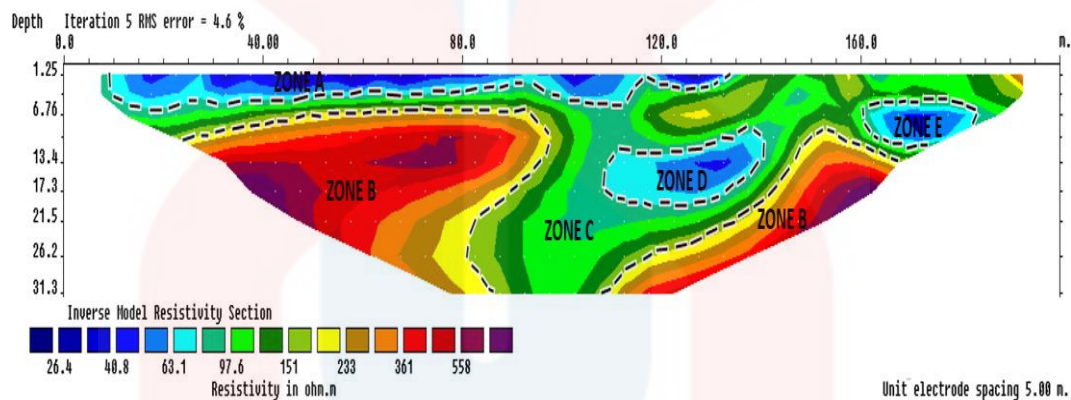 Depth Iteration 5 RMS error = 4.6 %
0.0 40.00 80.0 120.0 160.0 m.
1.25
6.76
13.4
17.3
21.5
26.2
31.3
ZONE A
ZONE E
ZONE D
ZONE B
ZONE B
ZONE C
Inverse Model Resistivity Section
26.4 40.8 63.1 97.6 151 233 361 558
Resistivity in ohm.m
Unit electrode spacing 5.00 m.